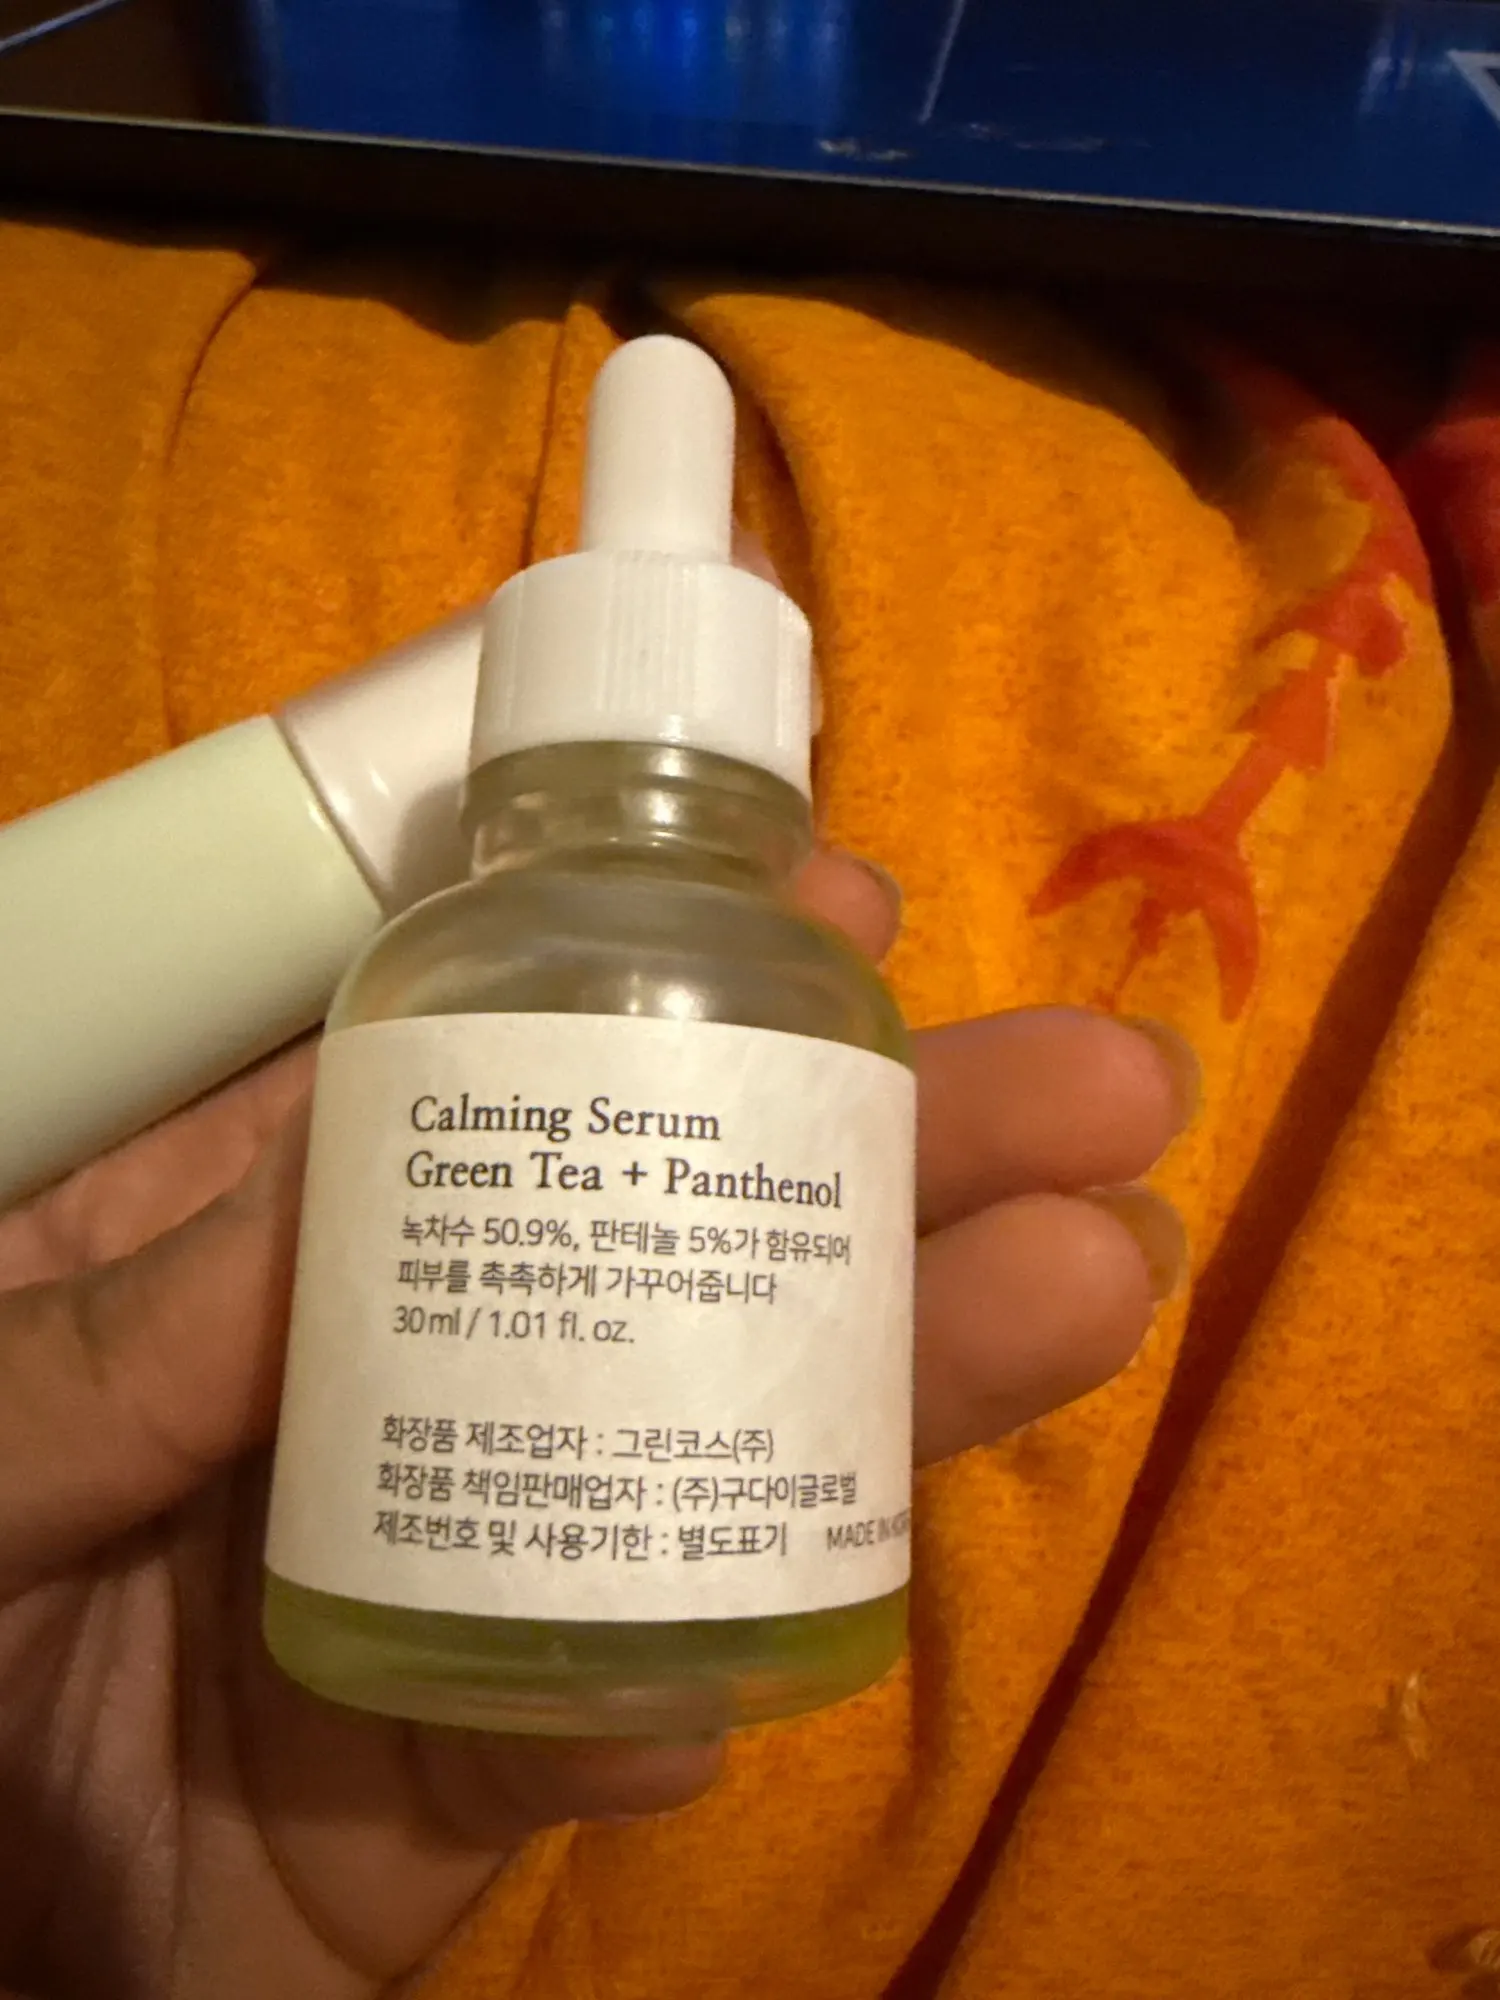 Calming Serum
Green Tea + Panthenol
녹차수 50.9%, 판테놀 5%가 함유되어
피부를 촉촉하게 가꾸어줍니다
30ml / 1.01 fl. oz.
화장품 제조업자 : 그린코스(주)
화장품 책임판매업자 : (주)구다이글로벌
제조번호 및 사용기한 : 별도표기 MADE IN